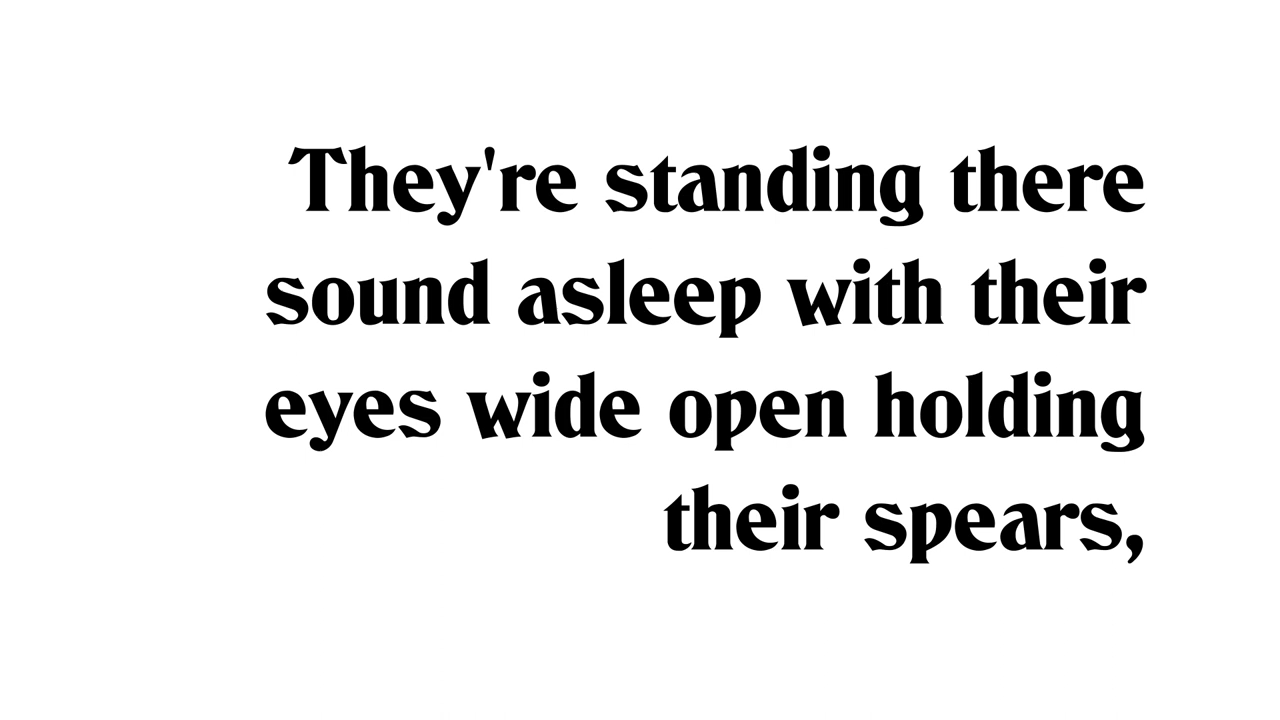 They're standing there
sound asleep with their
eyes wide open holding
their spears,